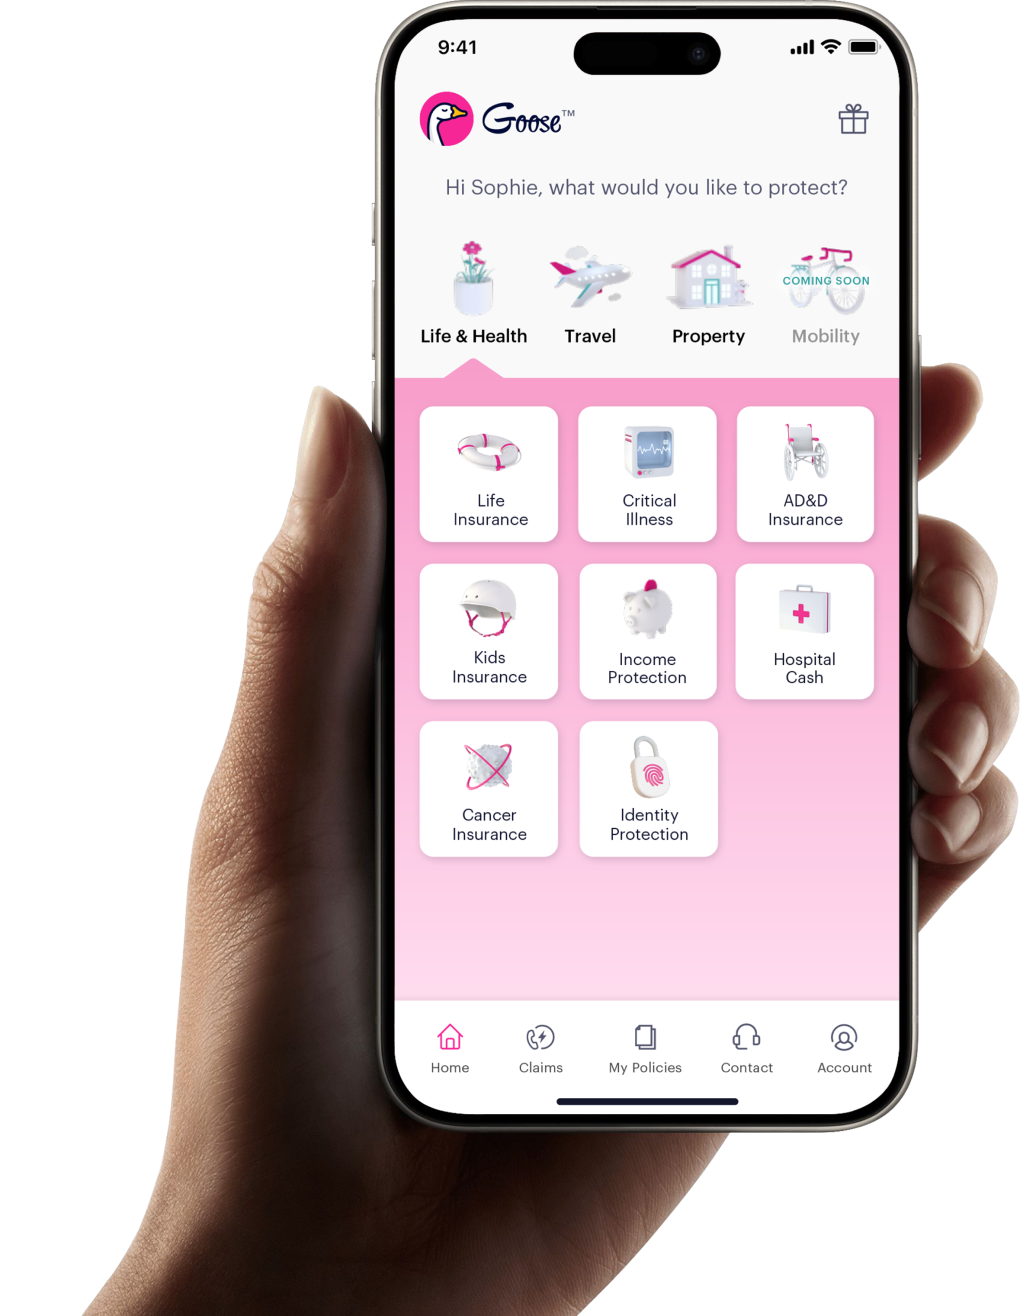 9:41
Goose™
Hi Sophie, what would you like to protect?
COMING SOON
Life & Health
Travel
Property
Mobility
Life
Insurance
Critical
Illness
AD&D
Insurance
Kids
Insurance
Income
Protection
Hospital
Cash
Cancer
Insurance
Identity
Protection
Home
Claims
My Policies
Contact
Account